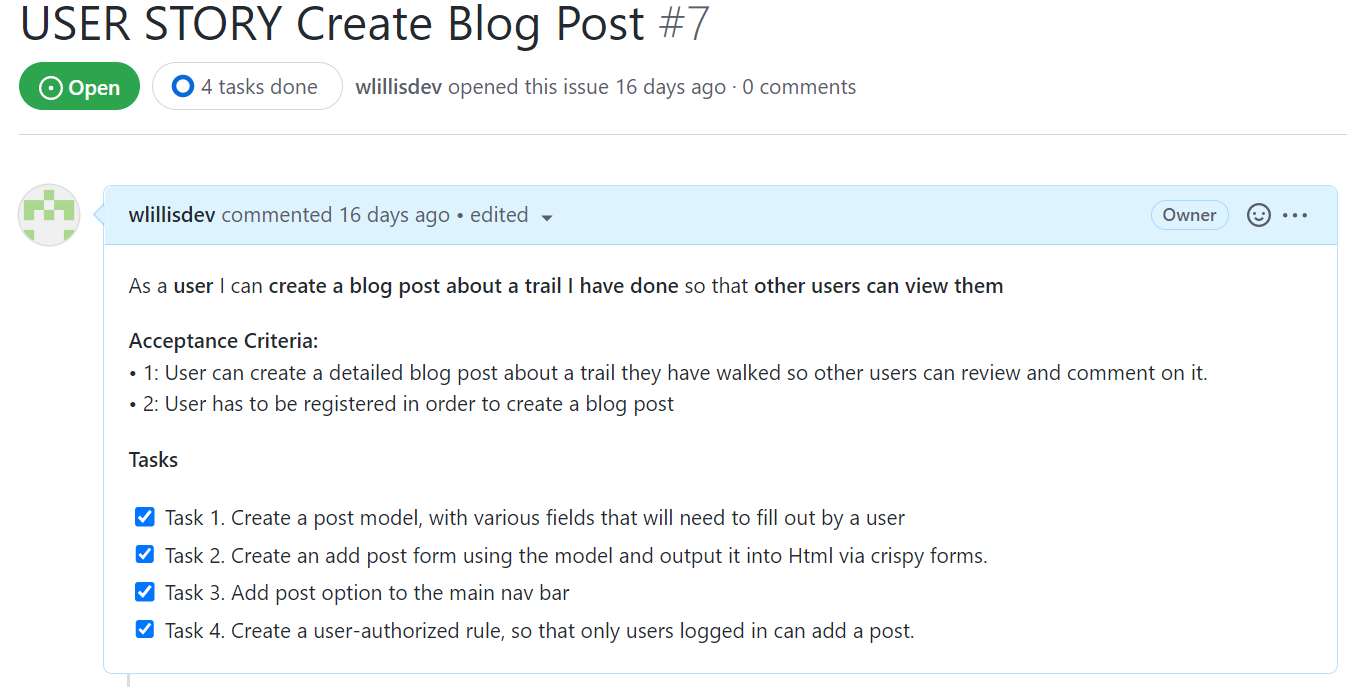 USER STORY Create Blog Post #7
Open 4 tasks done wlillisdev opened this issue 16 days ago · 0 comments
wlillisdev commented 16 days ago • edited Owner
As a user I can create a blog post about a trail I have done so that other users can view them
Acceptance Criteria:
• 1: User can create a detailed blog post about a trail they have walked so other users can review and comment on it.
• 2: User has to be registered in order to create a blog post
Tasks
Task 1. Create a post model, with various fields that will need to fill out by a user
Task 2. Create an add post form using the model and output it into Html via crispy forms.
Task 3. Add post option to the main nav bar
Task 4. Create a user-authorized rule, so that only users logged in can add a post.